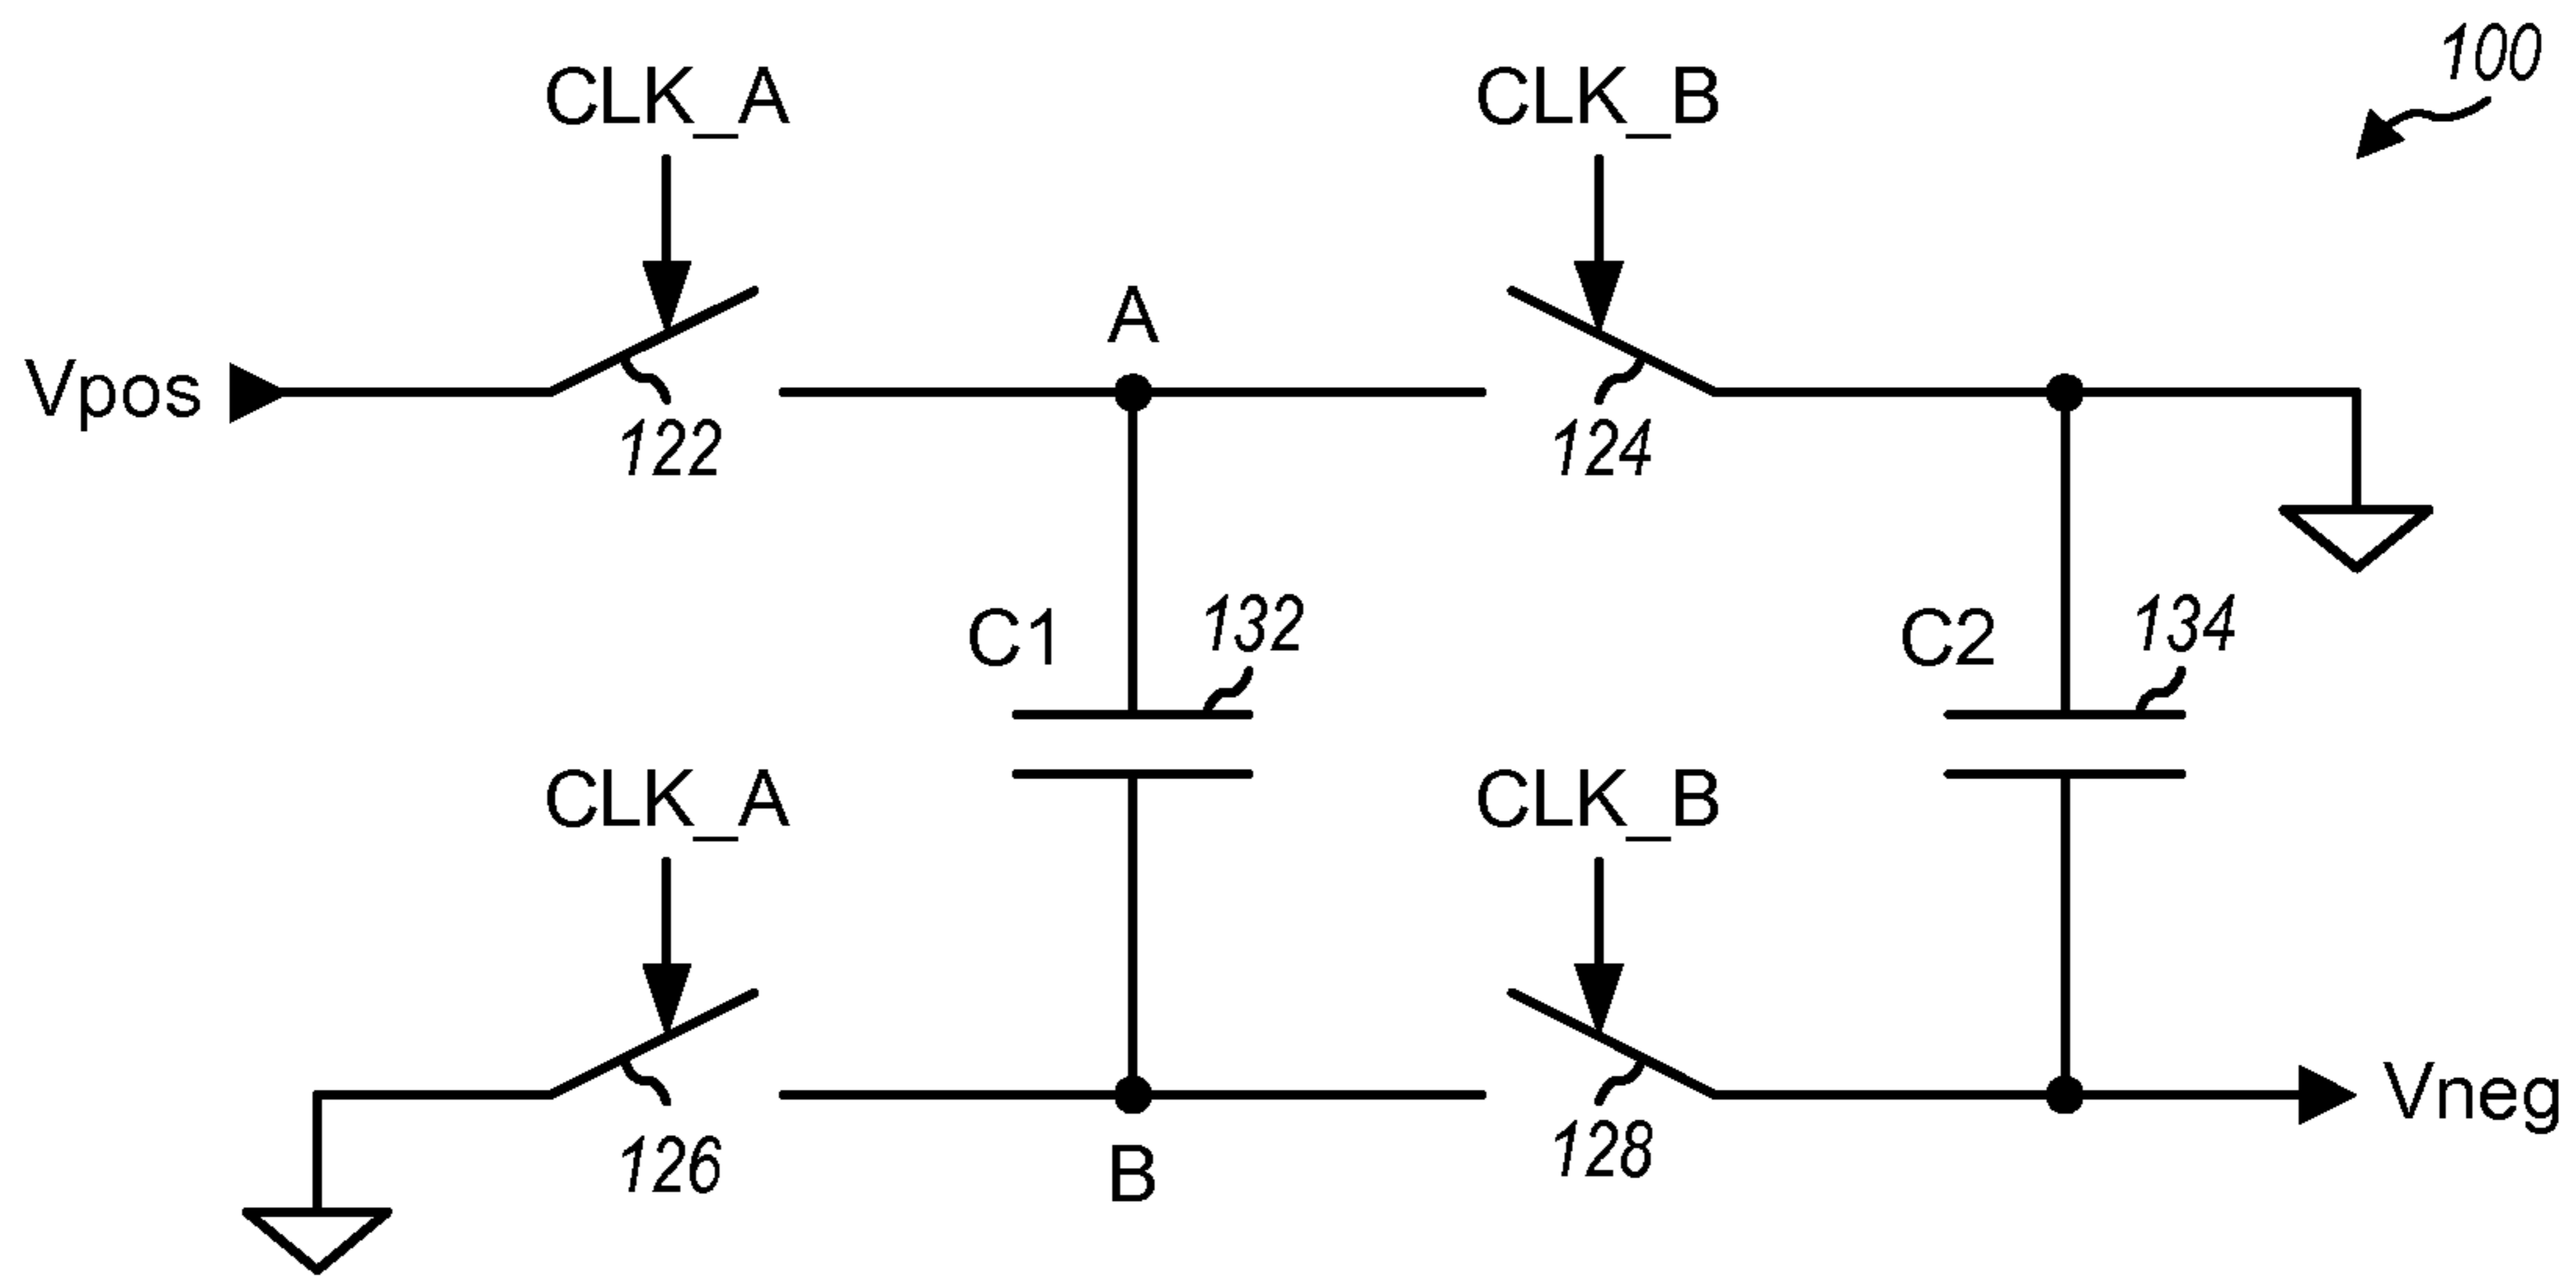 100
CLK_A
CLK_B
A
Vpos
122
124
C1
132
C2
134
CLK_A
CLK_B
Vneg
126
B
128